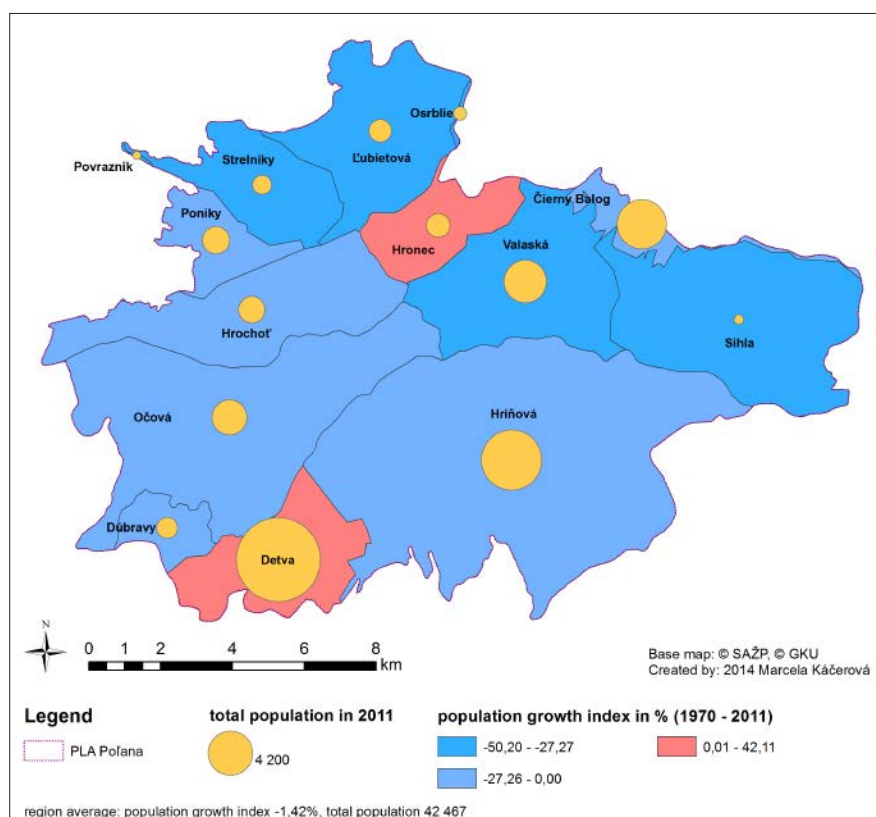 Osrblie
Ľubietová
Strelníky
Povrazník
Poniky
Čierny Balog
Hronec
Valaská
Hrochoť
Sihla
Očová
Hriňová
Dúbravy
Detva
N
0 1 2 4 6 8
km
Base map: © SAŽP, © GKU
Created by: 2014 Marcela Káčerová
Legend
PLA Poľana
total population in 2011
4 200
population growth index in % (1970 - 2011)
-50,20 - -27,27
0,01 - 42,11
-27,26 - 0,00
region average: population growth index -1,42%, total population 42 467